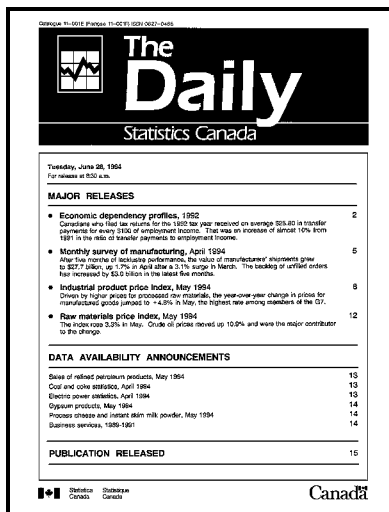 Catalogue 11-001E (Français 11-001F) ISSN 0827-0465
The
Daily
Statistics Canada
Tuesday, June 28, 1994
For release at 8:30 a.m.
MAJOR RELEASES
• Economic dependency profiles, 1992 2
Canadians who filed tax returns for the 1992 tax year received on average $25.80 in transfer
payments for every $100 of employment income. That was an increase of almost 10% from
1991 in the ratio of transfer payments to employment income.
• Monthly survey of manufacturing, April 1994 5
After five months of lacklustre performance, the value of manufacturers' shipments grew
to $27.7 billion, up 1.7% in April after a 3.1% surge in March. The backlog of unfilled orders
has increased by $3.0 billion in the latest five months.
• Industrial product price index, May 1994 8
Driven by higher prices for processed raw materials, the year-over-year change in prices for
manufactured goods jumped to +4.8% in May, the highest rate among members of the G7.
• Raw materials price index, May 1994 12
The index rose 3.3% in May. Crude oil prices moved up 10.9% and were the major contributor
to the change.
DATA AVAILABILITY ANNOUNCEMENTS
Sales of refined petroleum products, May 1994 13
Coal and coke statistics, April 1994 13
Electric power statistics, April 1994 13
Gypsum products, May 1994 14
Process cheese and instant skim milk powder, May 1994 14
Business services, 1989-1991 14
PUBLICATION RELEASED 15
Statistics Statistique
Canada Canada
Canada